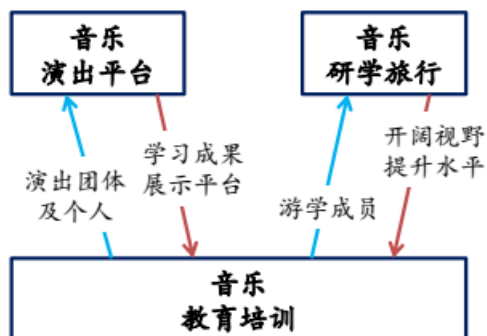 音乐
演出平台
音乐
研学旅行
演出团体
及个人
学习成果
展示平台
游学成员
开阔视野
提升水平
音乐
教育培训